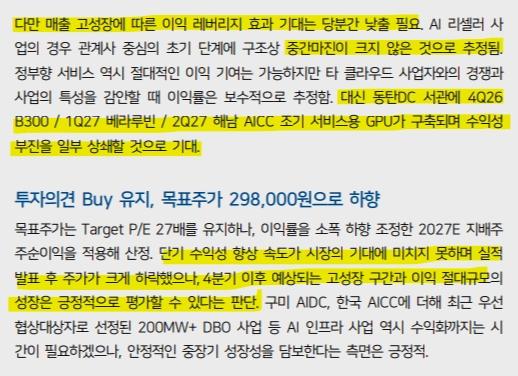 다만 매출 고성장에 따른 이익 레버리지 효과 기대는 당분간 낮출 필요. AI 리셀러 사
업의 경우 관계사 중심의 초기 단계에 구조상 중간마진이 크지 않은 것으로 추정됨.
정부향 서비스 역시 절대적인 이익 기여는 가능하지만 타 클라우드 사업자와의 경쟁과
사업의 특성을 감안할 때 이익률은 보수적으로 추정함. 대신 동탄DC 서관에 4Q26
B300 / 1Q27 베라루빈 / 2Q27 해남 AICC 조기 서비스용 GPU가 구축되며 수익성
부진을 일부 상쇄할 것으로 기대.
투자의견 Buy 유지, 목표주가 298,000원으로 하향
목표주가는 Target P/E 27배를 유지하나, 이익률을 소폭 하향 조정한 2027E 지배주
주순이익을 적용해 산정. 단기 수익성 향상 속도가 시장의 기대에 미치지 못하며 실적
발표 후 주가가 크게 하락했으나, 4분기 이후 예상되는 고성장 구간과 이익 절대규모의
성장은 긍정적으로 평가할 수 있다는 판단. 구미 AIDC, 한국 AICC에 더해 최근 우선
협상대상자로 선정된 200MW+ DBO 사업 등 AI 인프라 사업 역시 수익화까지는 시
간이 필요하겠으나, 안정적인 중장기 성장성을 담보한다는 측면은 긍정적.